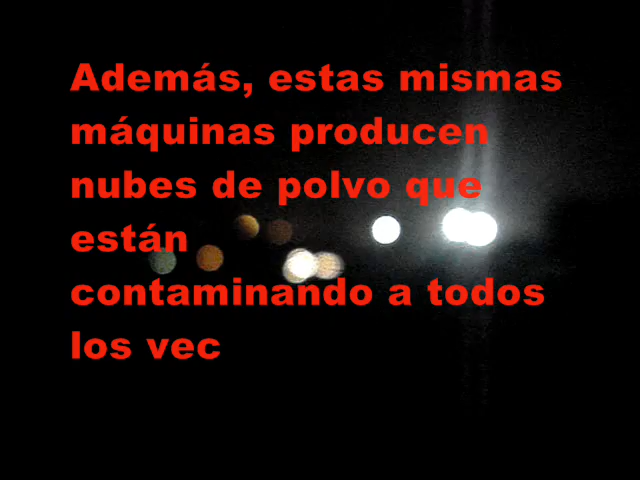 Además, estas mismas
máquinas producen
nubes de polvo que
están
contaminando a todos
los vec